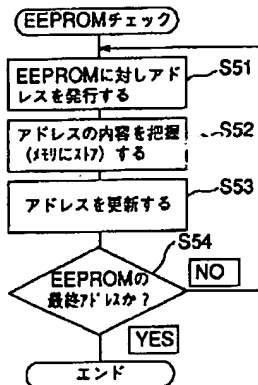 EEPROMチェック
EEPROMに対しアド
レスを発行する
S51
アドレスの内容を把握
(メモリにストア)する
S52
アドレスを更新する
S53
S54
EEPROMの
最終アドレスか?
NO
YES
エンド